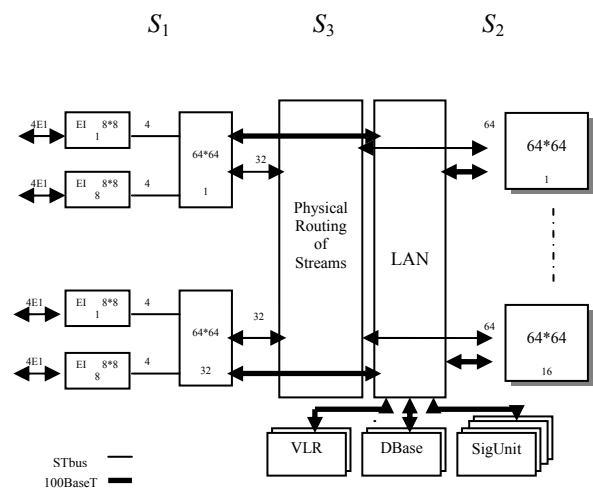 S1 S3 S2
4E1
EI 8*8
1
4
64*64
1
32
4E1
EI 8*8
8
4
Physical
Routing
of
Streams
LAN
64
64*64
1
4E1
EI 8*8
1
4
64*64
32
32
4E1
EI 8*8
8
4
64
64*64
16
VLR
DBase
SigUnit
STbus
100BaseT